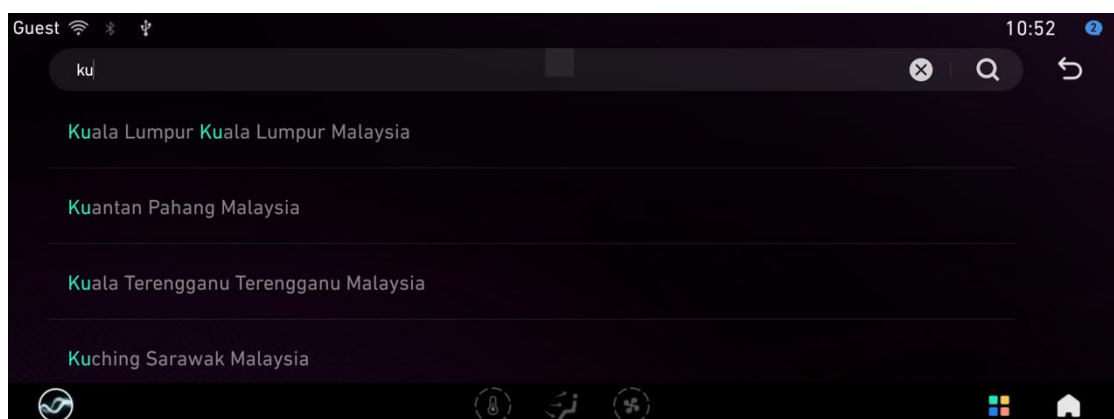 Guest
10:52
2
ku
Kuala Lumpur Kuala Lumpur Malaysia
Kuantan Pahang Malaysia
Kuala Terengganu Terengganu Malaysia
Kuching Sarawak Malaysia